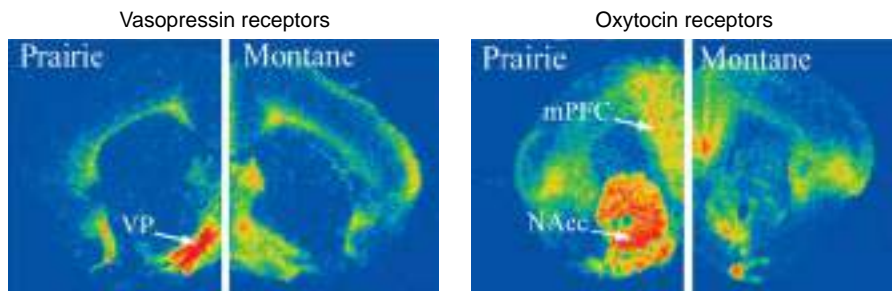 Vasopressin receptors
Prairie Montane
VP
Oxytocin receptors
Prairie Montane
mPFC
NAcc